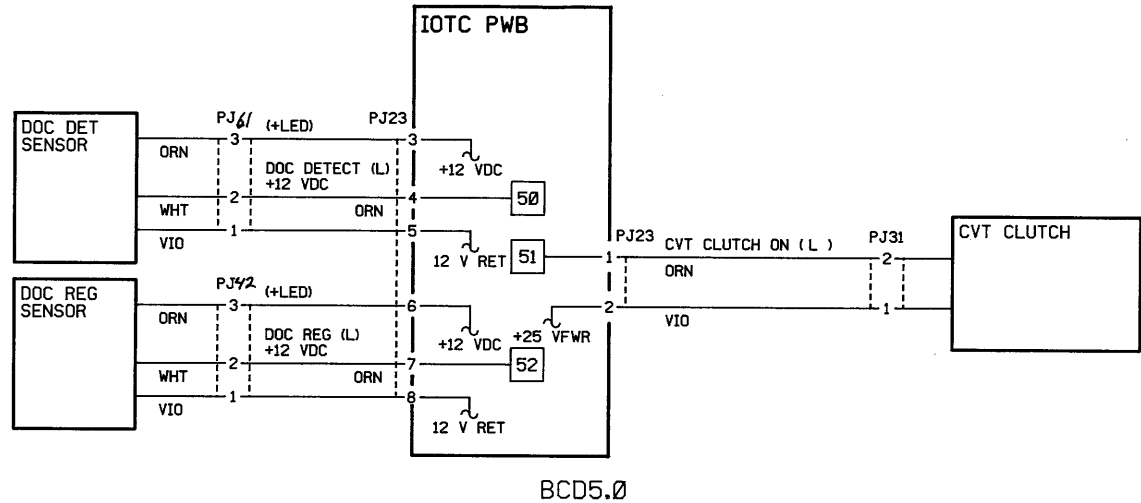 IOTC PWB
DOC DET
SENSOR
PJ61 (+LED) PJ23
3 3
ORN
+12 VDC
DOC DETECT (L)
+12 VDC
2 4 50
WHT ORN
1 5
VIO
12 V RET 51 1 PJ23 CVT CLUTCH ON (L ) PJ31 2 CVT CLUTCH
ORN
DOC REG
SENSOR
PJ42 (+LED)
3 6 2 1
ORN VIO
DOC REG (L)
+12 VDC
+12 VDC +25 VFWR
2 7 52
WHT ORN
1 8
VIO
12 V RET
BCD5.0